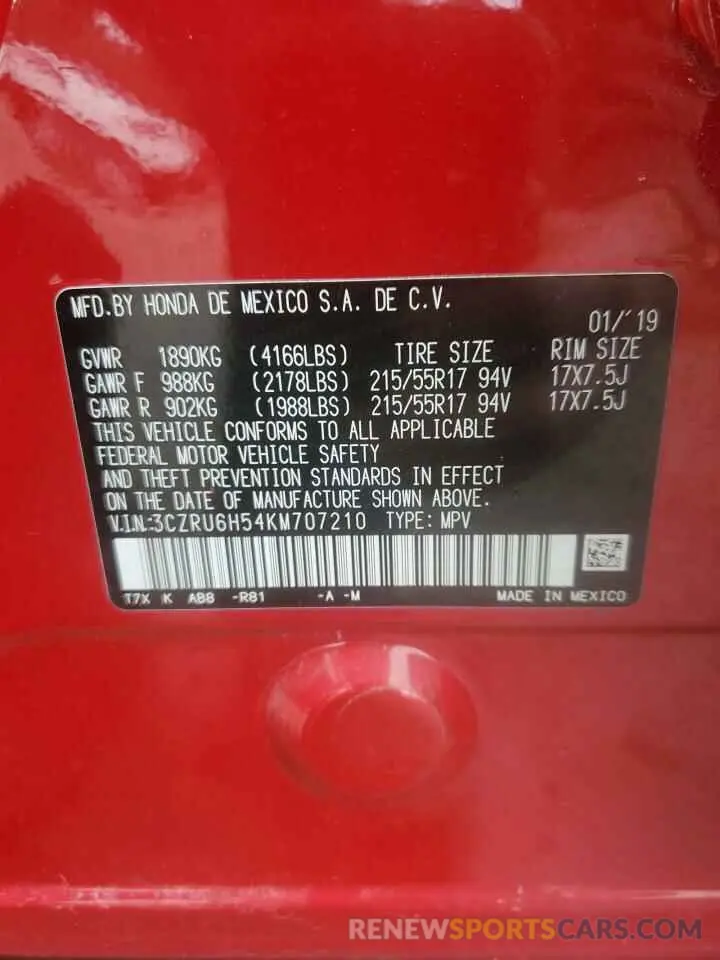 MFD.BY HONDA DE MEXICO S.A. DE C.V.
01/'19
GVWR 1890KG (4166LBS) TIRE SIZE RIM SIZE
GAWR F 988KG (2178LBS) 215/55R17 94V 17X7.5J
GAWR R 902KG (1988LBS) 215/55R17 94V 17X7.5J
THIS VEHICLE CONFORMS TO ALL APPLICABLE
FEDERAL MOTOR VEHICLE SAFETY
AND THEFT PREVENTION STANDARDS IN EFFECT
ON THE DATE OF MANUFACTURE SHOWN ABOVE.
V.I.N.:3CZRU6H54KM707210 TYPE: MPV
T7X K AB8 -R81 -A -M MADE IN MEXICO
RENEWSPORTSCARS.COM